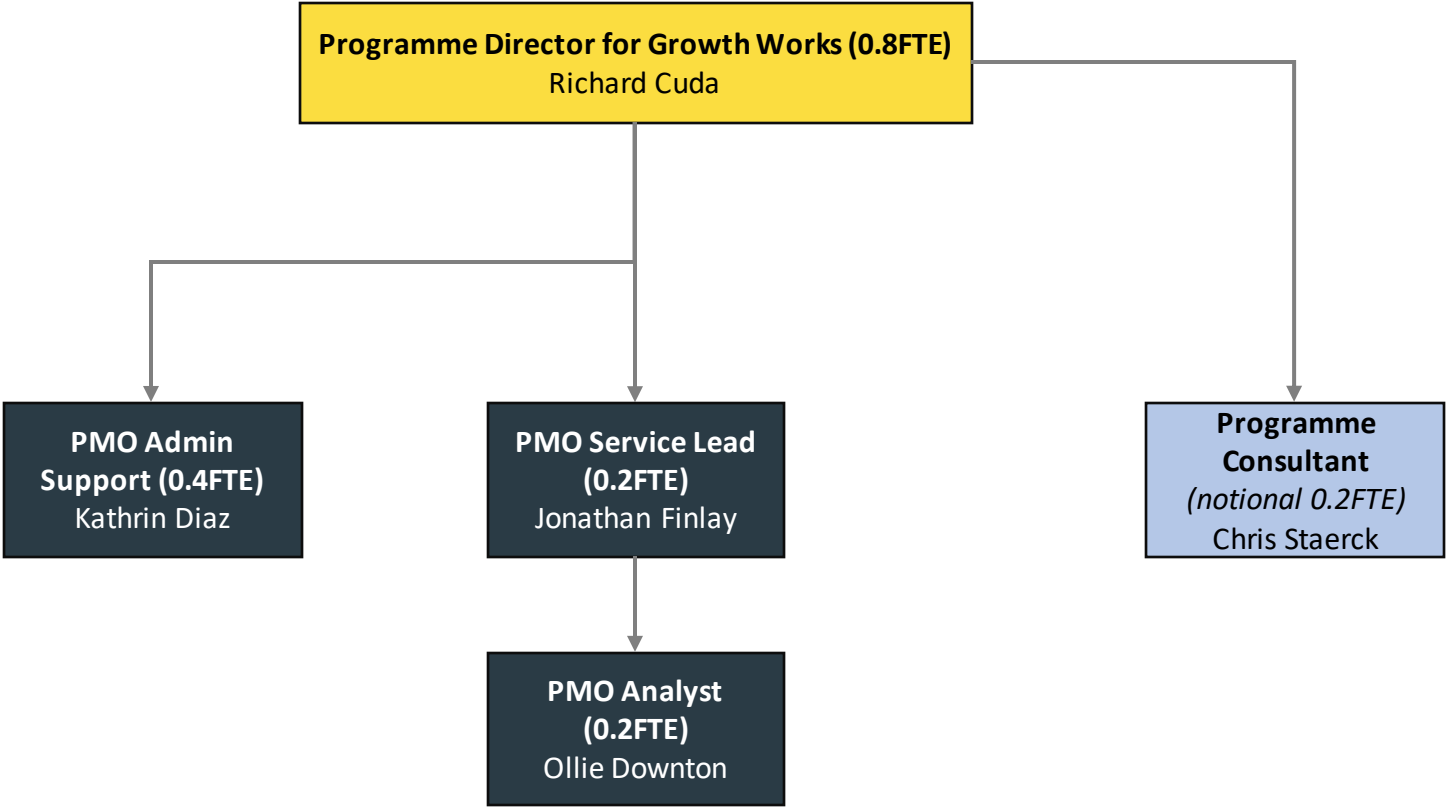 Programme Director for Growth Works (0.8FTE)
Richard Cuda
PMO Admin
Support (0.4FTE)
Kathrin Diaz
PMO Service Lead
(0.2FTE)
Jonathan Finlay
Programme
Consultant
(notional 0.2FTE)
Chris Staerck
PMO Analyst
(0.2FTE)
Ollie Downton